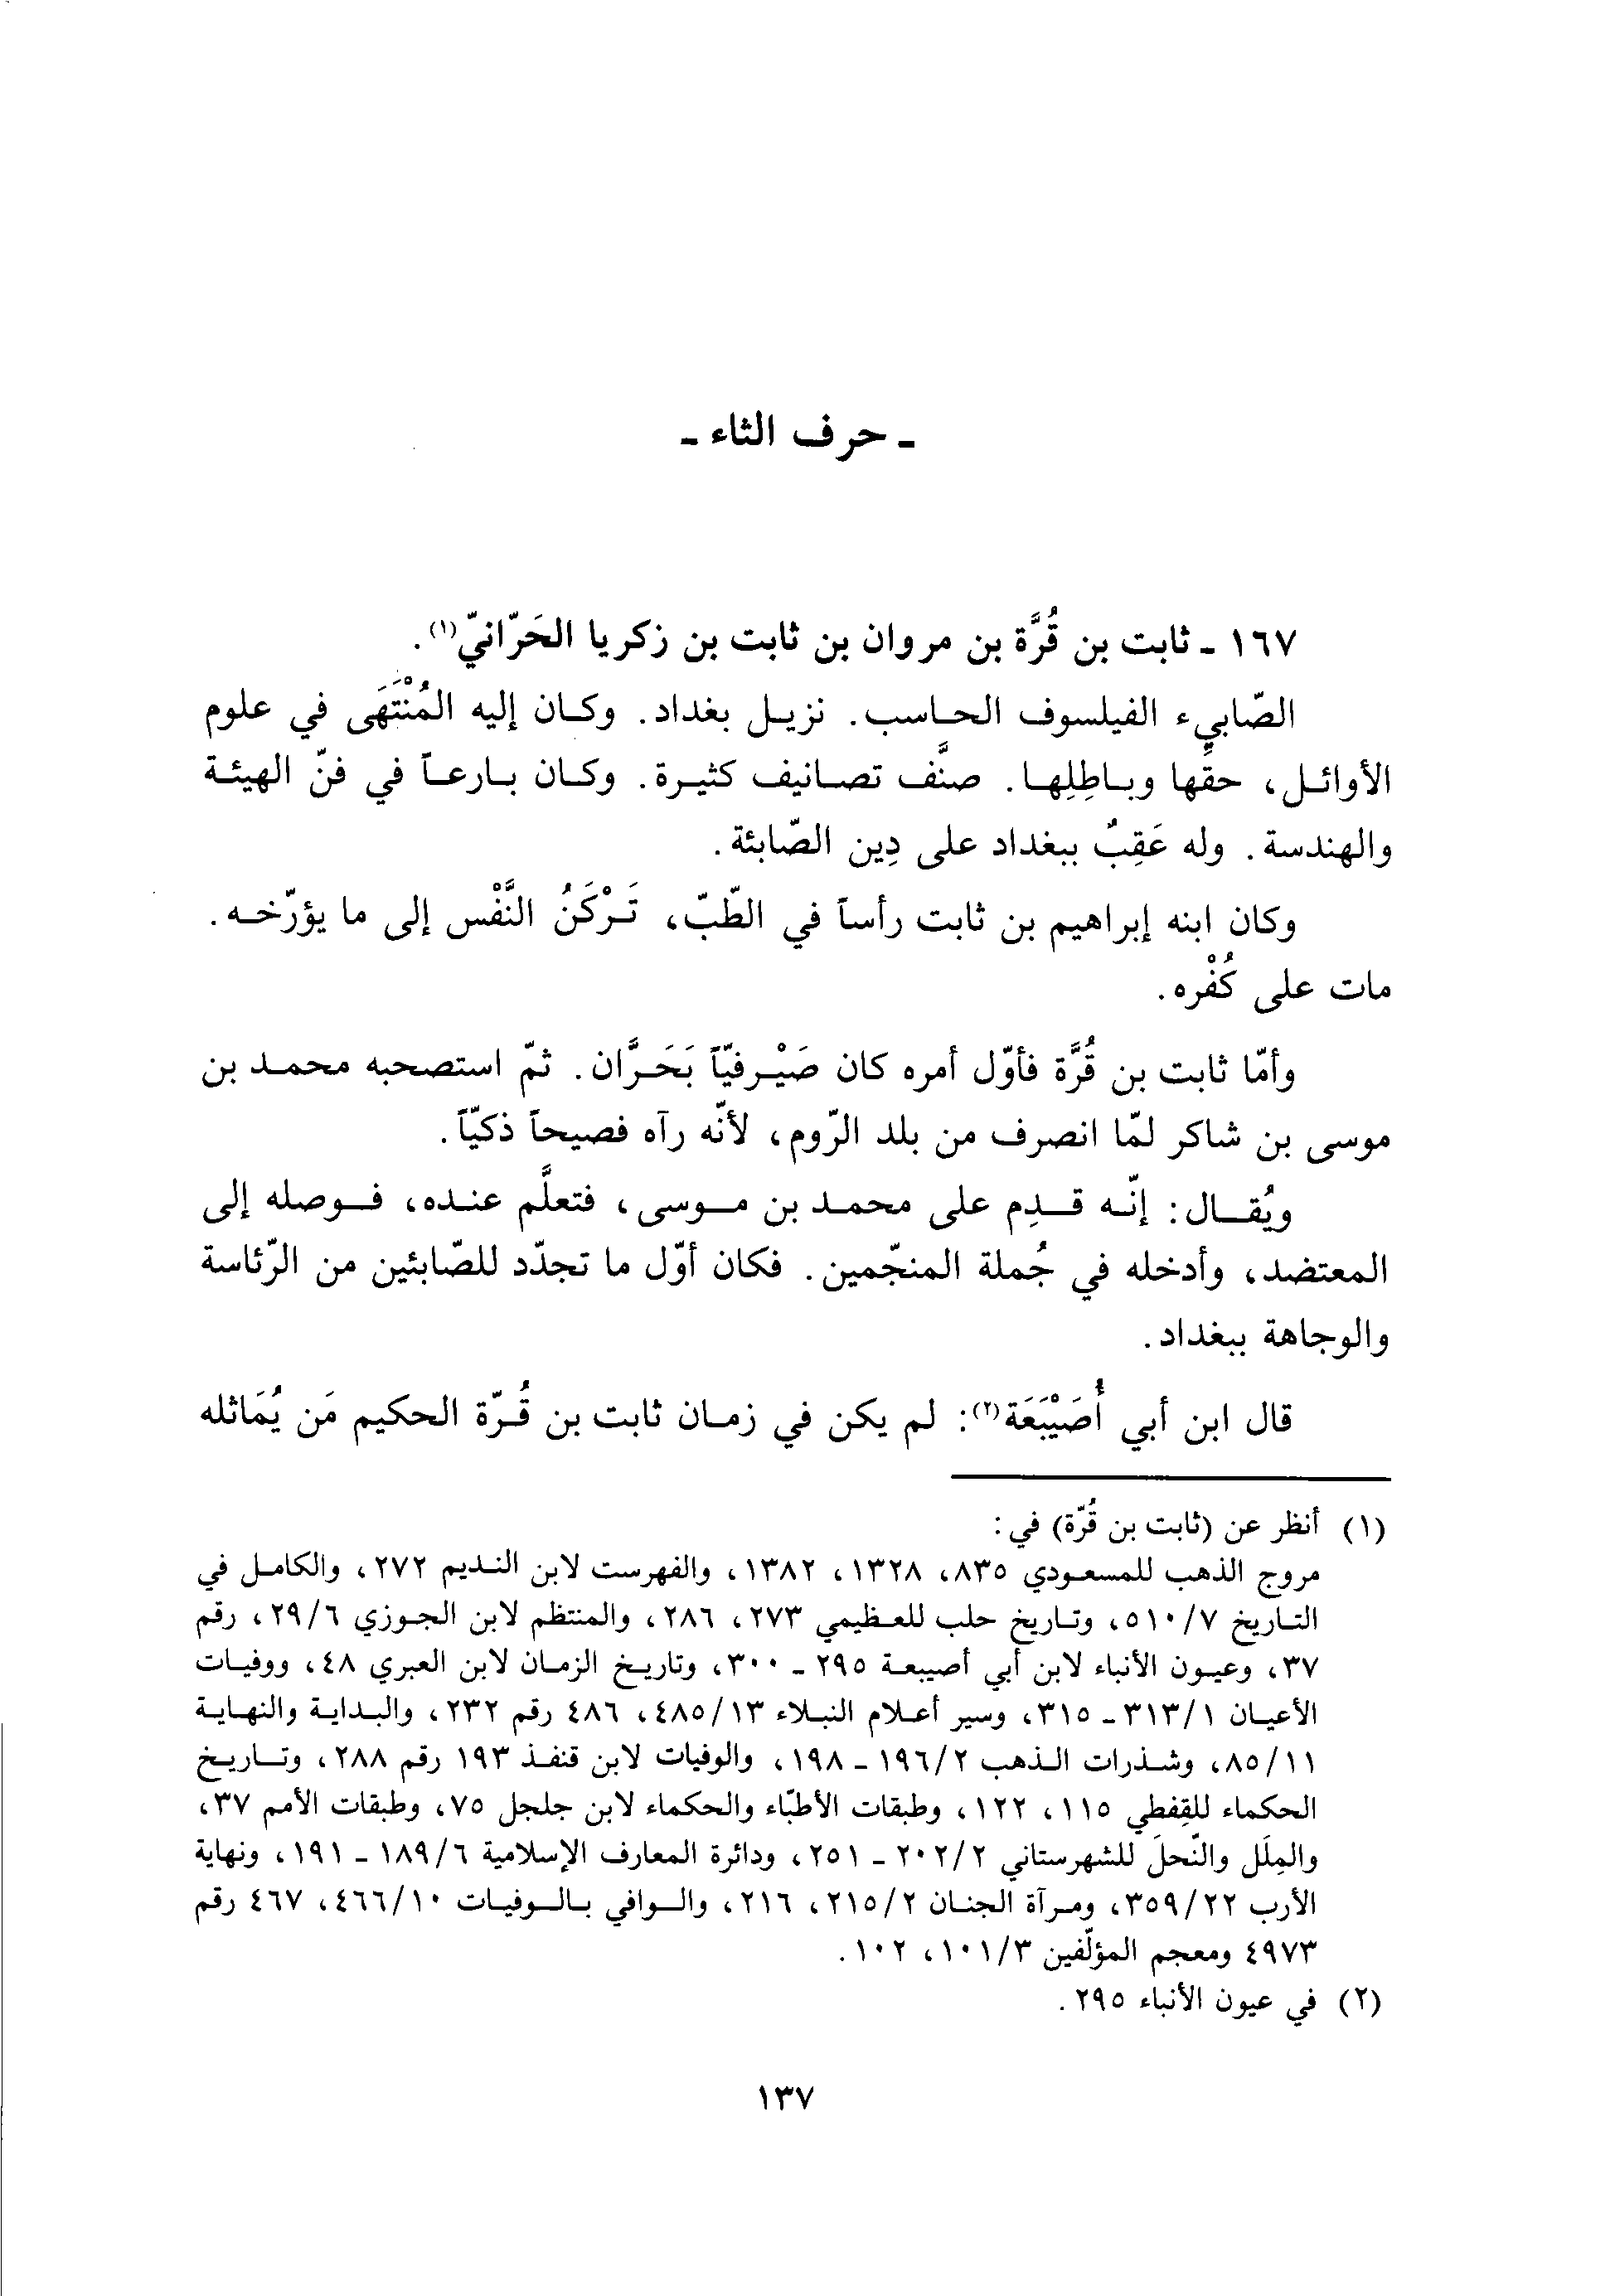 ـ حرف الثاء ـ
١٦٧ ـ ثابت بن قُرَّة بن مروان بن ثابت بن زكريا الحَرّانيّ(١).
الصّابيء الفيلسوف الحاسب. نزيل بغداد. وكان إليه المُنْتَهَى في علوم
الأوائل، حقِّها وباطِلِها. صنَّف تصانيف كثيرة. وكان بارعاً في فنّ الهيئة
والهندسة. وله عَقِبٌ ببغداد على دِين الصّابئة.
وكان ابنه إبراهيم بن ثابت رأساً في الطّبّ، تَرْكَنُ النَّفْس إلى ما يؤرّخه.
مات على كُفْره.
وأمّا ثابت بن قُرَّة فأوّل أمره كان صَيْرفيّاً بَحَرَّان. ثمّ استصحبه محمد بن
موسى بن شاكر لمّا انصرف من بلد الرّوم، لأنّه رآه فصيحاً ذكيّاً.
ويُقال: إنّه قدِم على محمد بن موسى، فتعلَّم عنده، فوصله إلى
المعتضد، وأدخله في جُملة المنجّمين. فكان أوّل ما تجدّد للصّابئين من الرّئاسة
والوجاهة ببغداد.
قال ابن أبي أُصَيْبَعَة(٢): لم يكن في زمان ثابت بن قُرّة الحكيم مَن يُمَاثله
(١) أنظر عن (ثابت بن قُرّة) في:
مروج الذهب للمسعودي ٨٣٥، ١٣٢٨، ١٣٨٢، والفهرست لابن النديم ٢٧٢، والكامل في
التاريخ ٥١٠/٧، وتاريخ حلب للعظيمي ٢٧٣، ٢٨٦، والمنتظم لابن الجوزي ٢٩/٦، رقم
٣٧، وعيون الأنباء لابن أبي أصيبعة ٢٩٥ ـ ٣٠٠، وتاريخ الزمان لابن العبري ٤٨، ووفيات
الأعيان ٣١٣/١ ـ ٣١٥، وسير أعلام النبلاء ٤٨٥/١٣، ٤٨٦ رقم ٢٣٢، والبداية والنهاية
٨٥/١١، وشذرات الذهب ١٩٦/٢ ـ ١٩٨، والوفيات لابن قنفذ ١٩٣ رقم ٢٨٨، وتاريخ
الحكماء للقِفطي ١١٥، ١٢٢، وطبقات الأطبّاء والحكماء لابن جلجل ٧٥، وطبقات الأمم ٣٧،
والمِلَل والنّحلَ للشهرستاني ٢٠٢/٢ ـ ٢٥١، ودائرة المعارف الإسلامية ١٨٩/٦ ـ ١٩١، ونهاية
الأرب ٣٥٩/٢٢، ومرآة الجنان ٢١٥/٢، ٢١٦، والوافي بالوفيات ٤٦٦/١٠، ٤٦٧ رقم
٤٩٧٣ ومعجم المؤلّفين ١٠١/٣، ١٠٢.
(٢) في عيون الأنباء ٢٩٥.
١٣٧